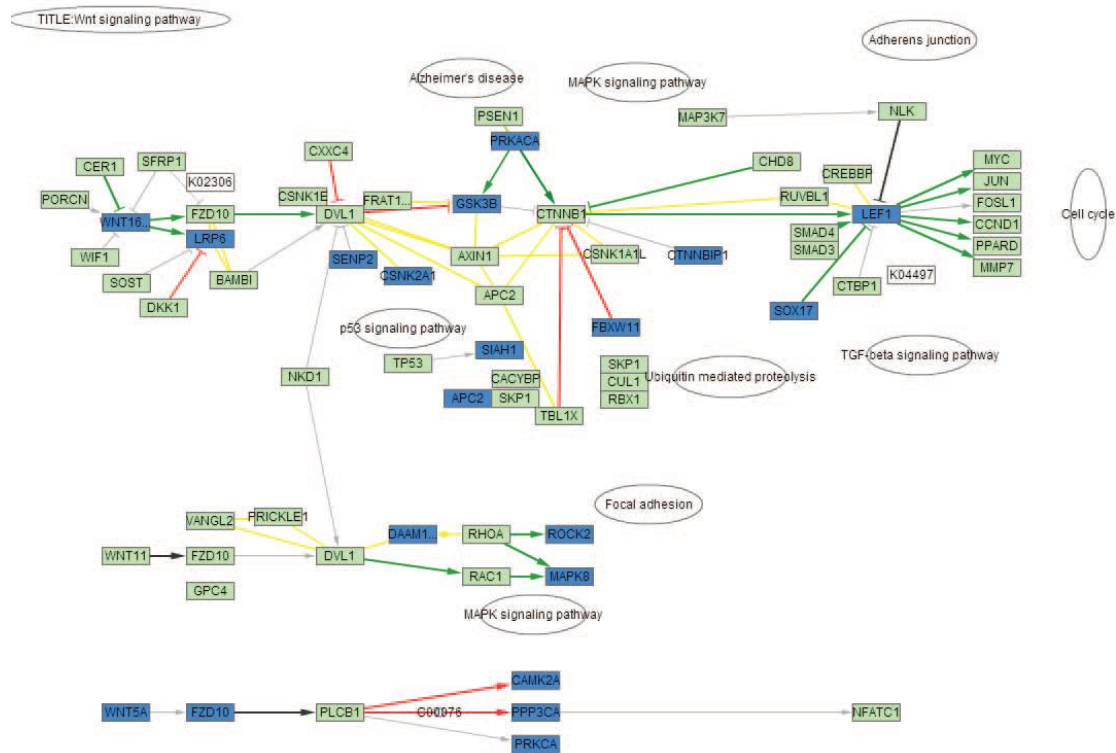 TITLE:Wnt signaling pathway
Adherens junction
Alzheimer's disease
MAPK signaling pathway
PSEN1
MAP3K7
NLK
PRKACA
CER1
SFRP1
CXXC4
CHD8
CREBBP
MYC
K02306
PORCN
CSNK1E
FRAT1...
GSK3B
RUVBL1
JUN
WNT16...
FZD10
DVL1
CTNNB1
LEF1
FOSL1
Cell cycle
LRP6
SMAD4
CCND1
WIF1
SENP2
AXIN1
CSNK1A1L
CTNNBIP1
SMAD3
PPARD
SOST
BAMBI
CSNK2A1
K04497
MMP7
DKK1
APC2
CTBP1
SOX17
p53 signaling pathway
FBXW11
TP53
SIAH1
TGF-beta signaling pathway
NKD1
CACYBP
SKP1
Ubiquitin mediated proteolysis
CUL1
APC2
SKP1
RBX1
TBL1X
Focal adhesion
VANGL2
PRICKLE1
DAAM1...
RHOA
ROCK2
WNT11
FZD10
DVL1
RAC1
MAPK8
GPC4
MAPK signaling pathway
CAMK2A
WNT5A
FZD10
PLCB1
C00076
PPP3CA
NFATC1
PRKCA